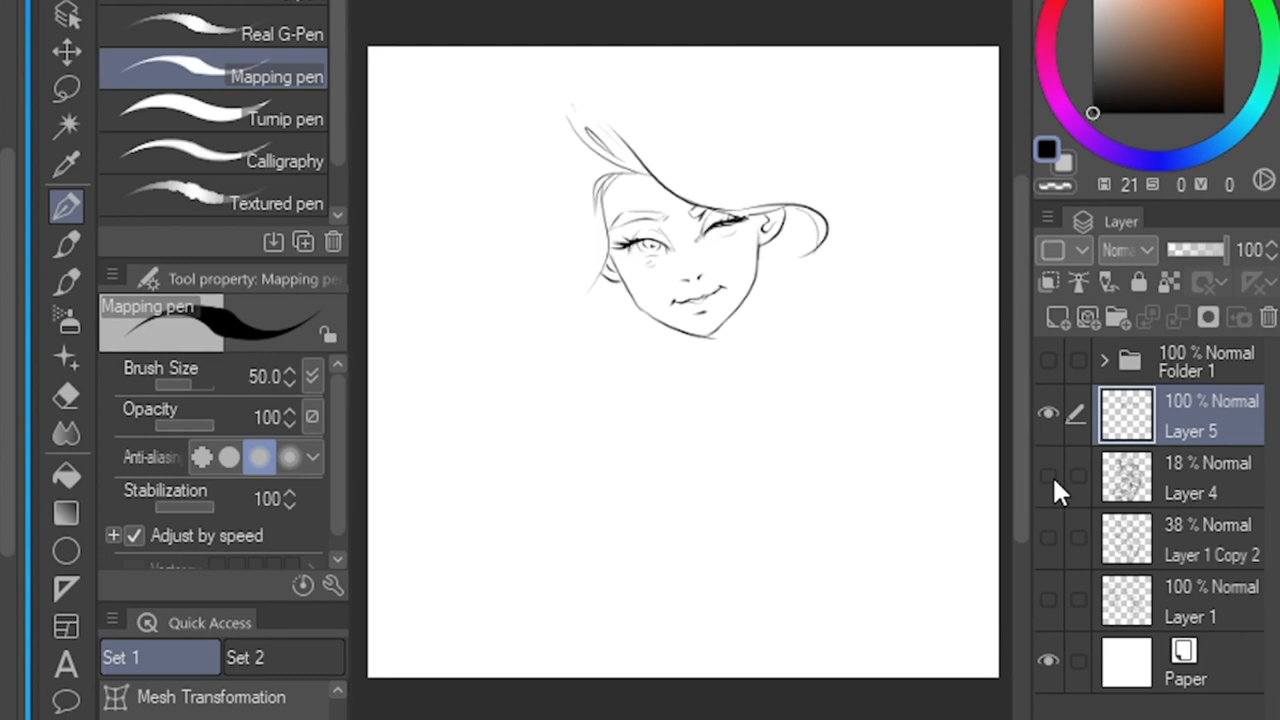 Real G-Pen
Mapping pen
Turnip pen
Calligraphy
Textured pen
Tool property: Mapping pe
Mapping pen
Brush Size
50.0
Opacity
100
Anti-aliasin
Stabilization
100
Adjust by speed
Quick Access
Set 1
Set 2
Mesh Transformation
H 21 S 0 V 0
Layer
Norm
100
100 % Normal
Folder 1
100 % Normal
Layer 5
18 % Normal
Layer 4
38 % Normal
Layer 1 Copy 2
100 % Normal
Layer 1
Paper